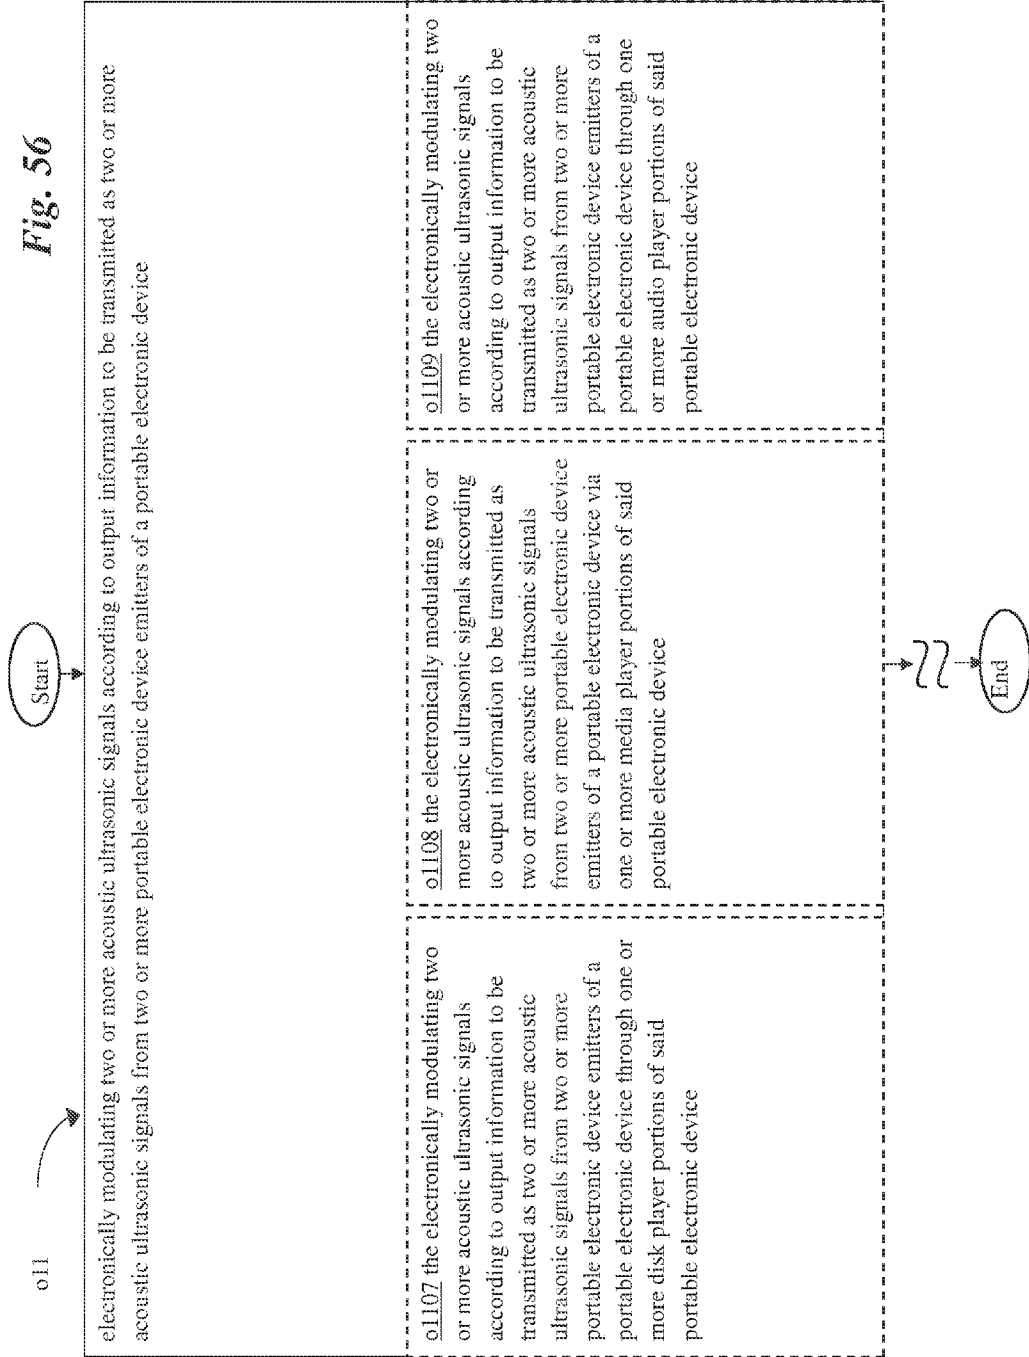 Fig. 56
Start
o11
electronically modulating two or more acoustic ultrasonic signals according to output information to be transmitted as two or more
acoustic ultrasonic signals from two or more portable electronic device emitters of a portable electronic device
o1107 the electronically modulating two
or more acoustic ultrasonic signals
according to output information to be
transmitted as two or more acoustic
ultrasonic signals from two or more
portable electronic device emitters of a
portable electronic device through one or
more disk player portions of said
portable electronic device
o1108 the electronically modulating two or
more acoustic ultrasonic signals according
to output information to be transmitted as
two or more acoustic ultrasonic signals
from two or more portable electronic device
emitters of a portable electronic device via
one or more media player portions of said
portable electronic device
o1109 the electronically modulating two
or more acoustic ultrasonic signals
according to output information to be
transmitted as two or more acoustic
ultrasonic signals from two or more
portable electronic device emitters of a
portable electronic device through one
or more audio player portions of said
portable electronic device
End